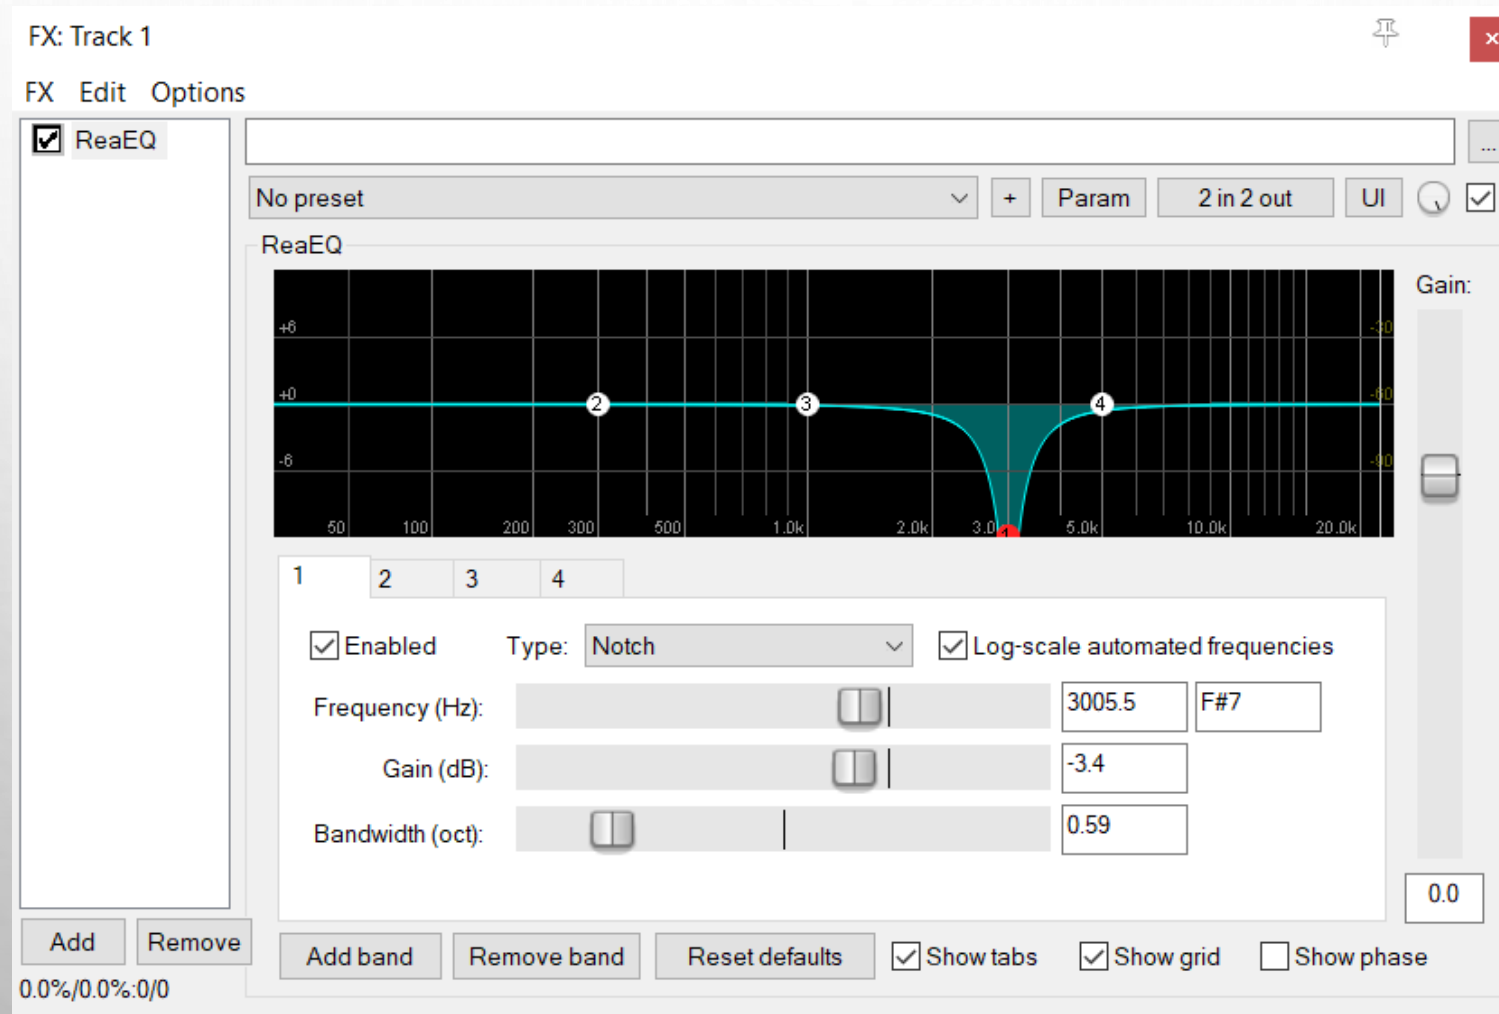 FX: Track 1
FX Edit Options
ReaEQ
...
No preset + Param 2 in 2 out UI
ReaEQ
Gain:
+6 -30
+0 -60
2 3 4
-6 -90
50 100 200 300 500 1.0k 2.0k 3.0 1 5.0k 10.0k 20.0k
1 2 3 4
Enabled Type: Notch Log-scale automated frequencies
Frequency (Hz): 3005.5 F#7
Gain (dB): -3.4
Bandwidth (oct): 0.59
0.0
Add Remove Add band Remove band Reset defaults Show tabs Show grid Show phase
0.0%/0.0%:0/0